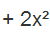 + 2x²